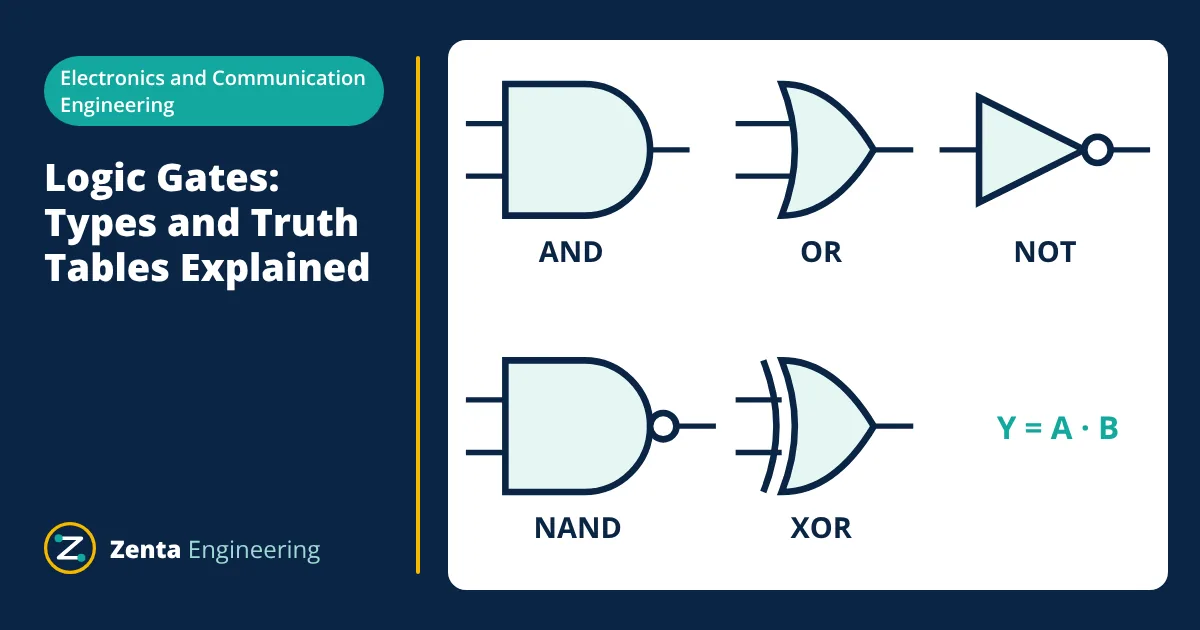 Electronics and Communication
Engineering
Logic Gates:
Types and Truth
Tables Explained
Z Zenta Engineering
AND
OR
NOT
NAND
XOR
Y = A · B